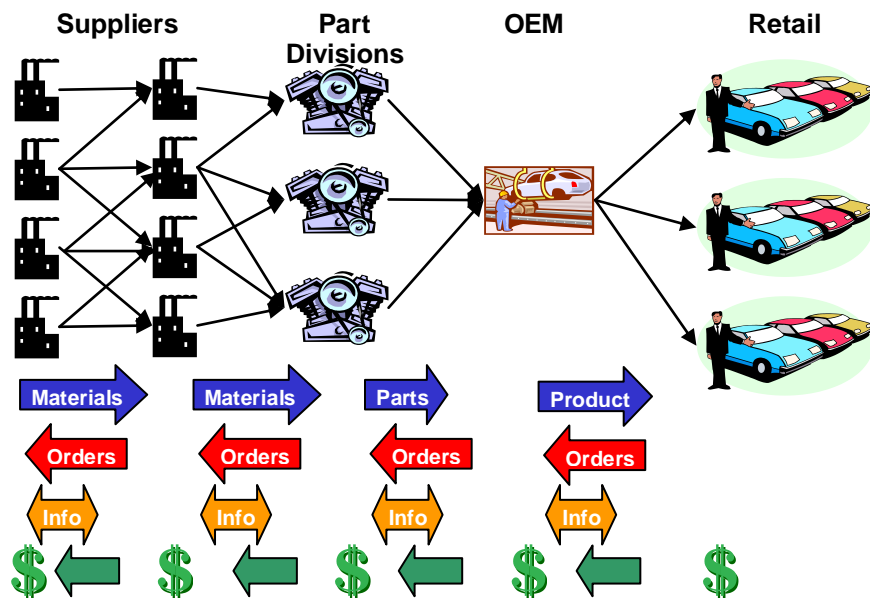 Suppliers
Part
Divisions
OEM
Retail
Materials
Materials
Parts
Product
Orders
Orders
Orders
Orders
Info
Info
Info
Info
$ $ $ $ $